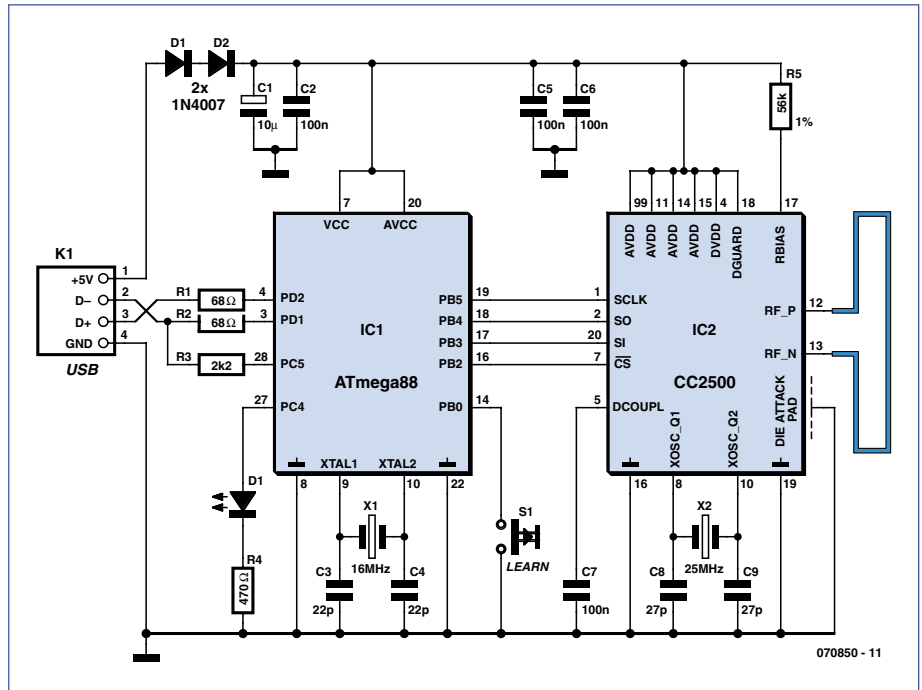 D1
D2
2x
1N4007
C1
10µ
C2
100n
C5
100n
C6
100n
R5
56k
1%
7
20
VCC
AVCC
99
11
14
15
4
18
17
AVDD
AVDD
AVDD
AVDD
DVDD
DGUARD
RBIAS
K1
+5V
1
D–
2
D+
3
GND
4
USB
R1
68Ω
4
PD2
R2
68Ω
3
PD1
R3
2k2
28
PC5
27
PC4
IC1
ATmega88
PB5
19
PB4
18
PB3
17
PB2
16
PB0
14
1
SCLK
2
SO
20
SI
7
CS
5
DCOUPL
IC2
CC2500
RF_P
12
RF_N
13
DIE ATTACK
PAD
XTAL1
XTAL2
8
9
10
22
XOSC_Q1
XOSC_Q2
16
8
10
19
D1
R4
470Ω
X1
16MHz
C3
22p
C4
22p
S1
LEARN
C7
100n
X2
25MHz
C8
27p
C9
27p
070850 - 11